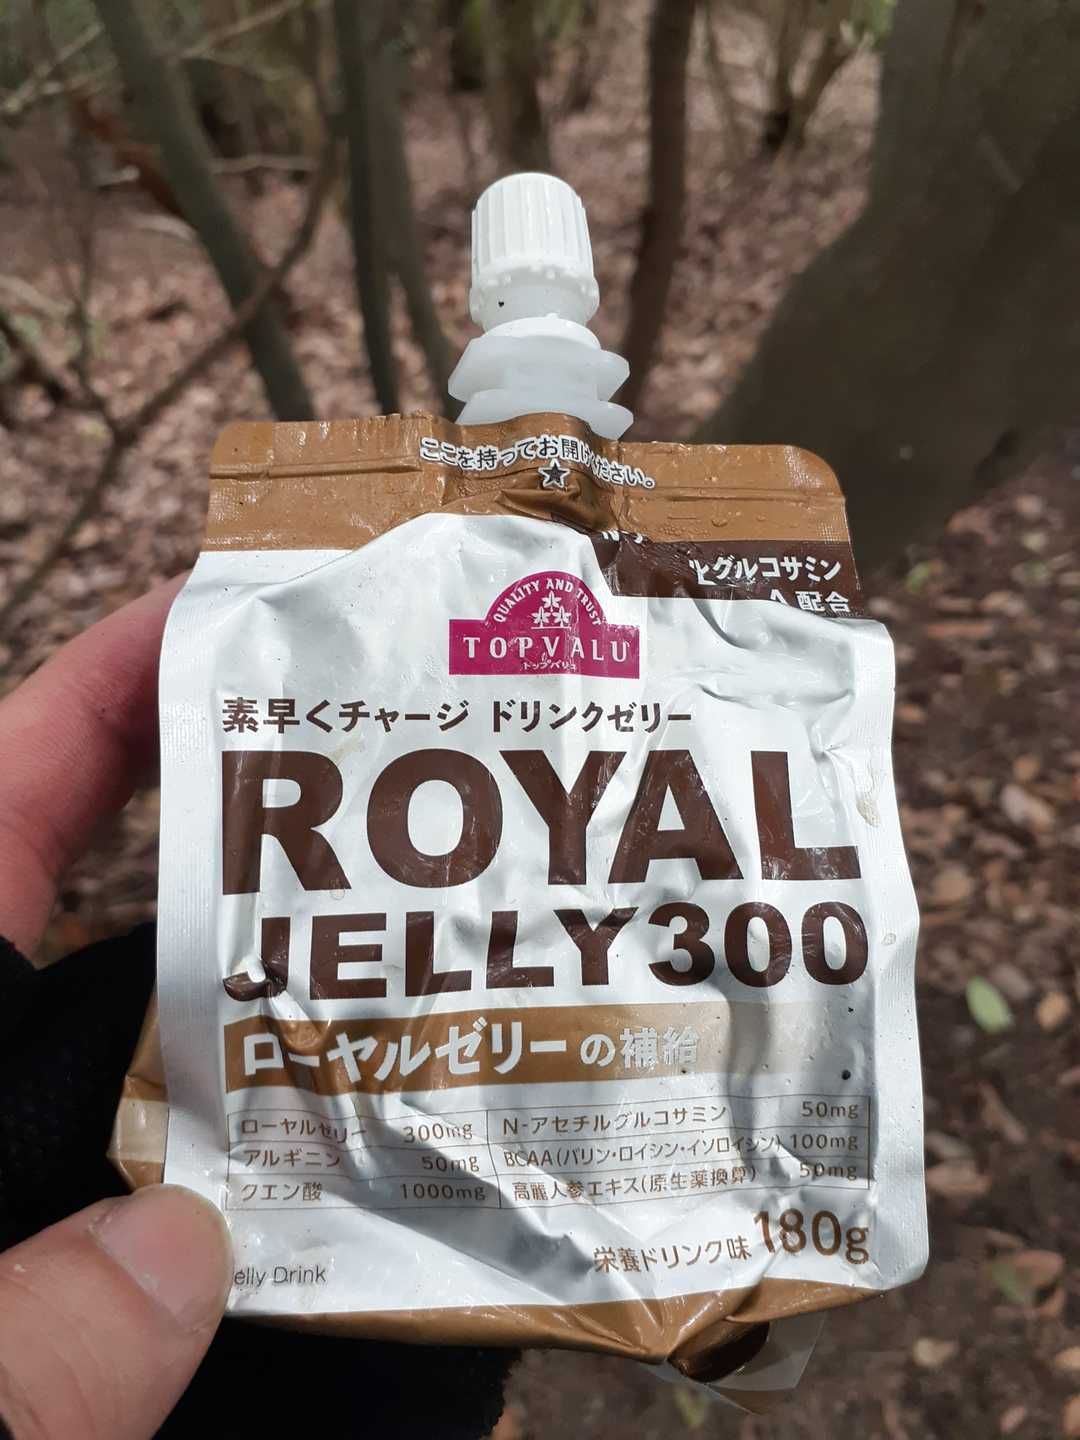 ここを持ってお開けください。
グルコサミン
配合
QUALITY AND TRUST
TOPVALU
トップバリュ
素早くチャージ ドリンクゼリー
ROYAL
JELLY300
ローヤルゼリーの補給
ローヤルゼリー 300mg
アルギニン 50mg
クエン酸 1000mg
N-アセチルグルコサミン 50mg
BCAA(バリン・ロイシン・イソロイシン) 100mg
高麗人参エキス(原生薬換算) 50mg
栄養ドリンク味 180g
elly Drink